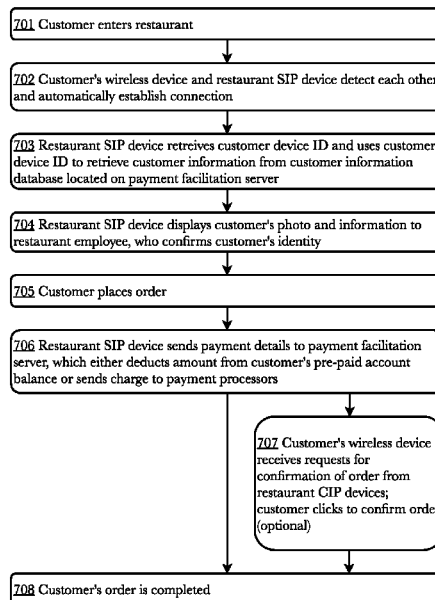 701 Customer enters restaurant
702 Customer's wireless device and restaurant SIP device detect each other
and automatically establish connection
703 Restaurant SIP device retreives customer device ID and uses customer
device ID to retrieve customer information from customer information
database located on payment facilitation server
704 Restaurant SIP device displays customer's photo and information to
restaurant employee, who confirms customer's identity
705 Customer places order
706 Restaurant SIP device sends payment details to payment facilitation
server, which either deducts amount from customer's pre-paid account
balance or sends charge to payment processors
707 Customer's wireless device
receives requests for
confirmation of order from
restaurant CIP devices;
customer clicks to confirm orde
(optional)
708 Customer's order is completed